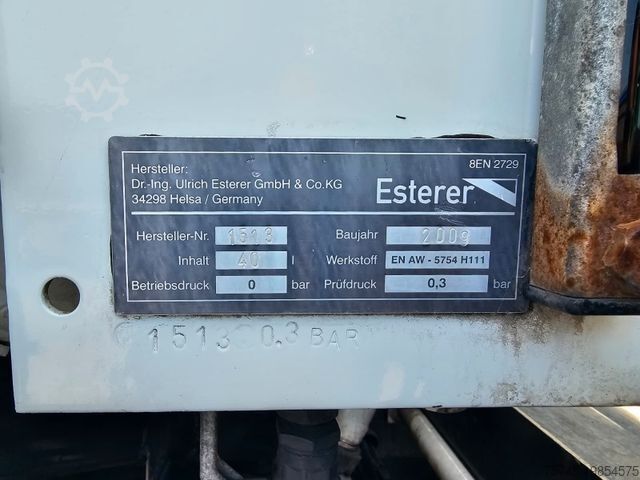 8EN 2729
Hersteller:
Dr.-Ing. Ulrich Esterer GmbH & Co.KG
34298 Helsa / Germany
Esterer
Hersteller-Nr. 1513 Baujahr 2009
Inhalt 40 l Werkstoff EN AW - 5754 H111
Betriebsdruck 0 bar Prüfdruck 0,3 bar
1513 0.3 BAR
9854575